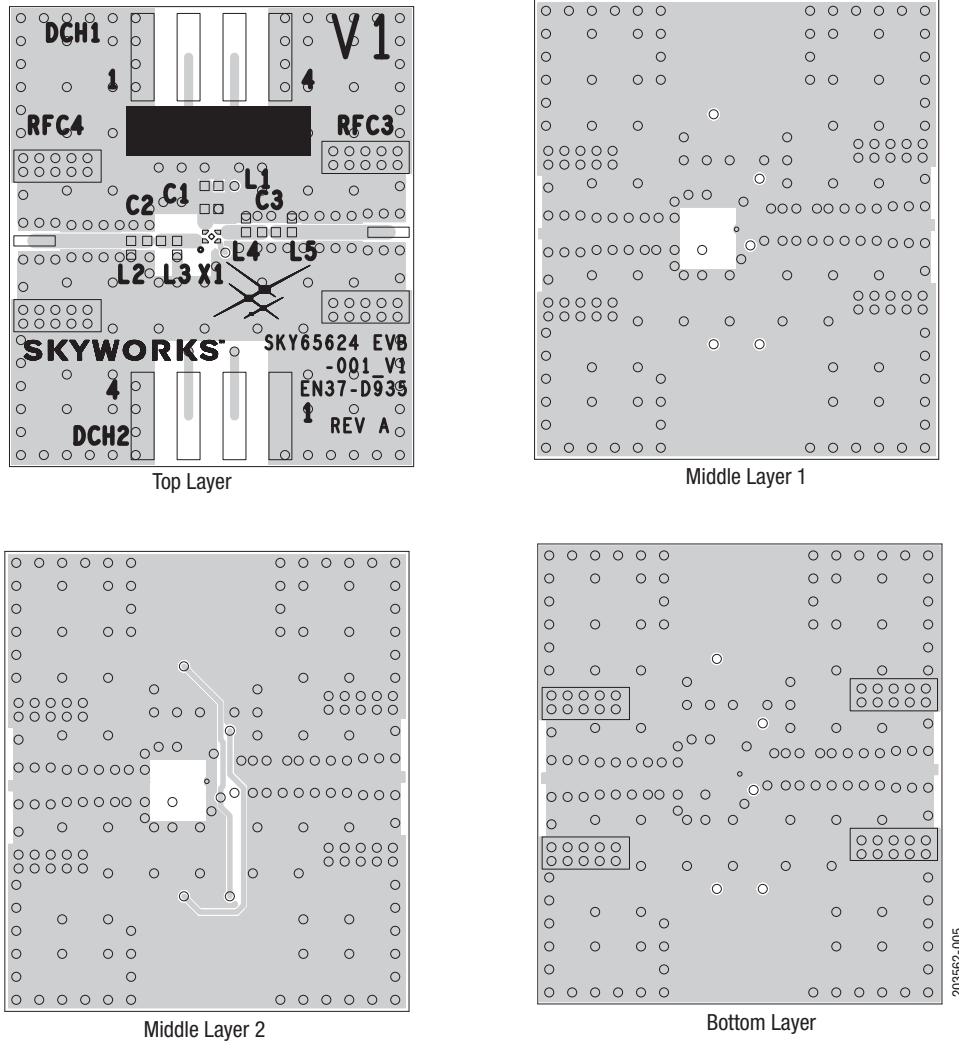 DCH1
V1
1
4
RFC4
RFC3
L1
C1
C2
C3
L4
L5
L2
L3
X1
SKYWORKS™
SKY65624 EVB
-001_V1
EN37-D935
4
1
REV A
DCH2
Top Layer
Middle Layer 1
Middle Layer 2
Bottom Layer
203562-005